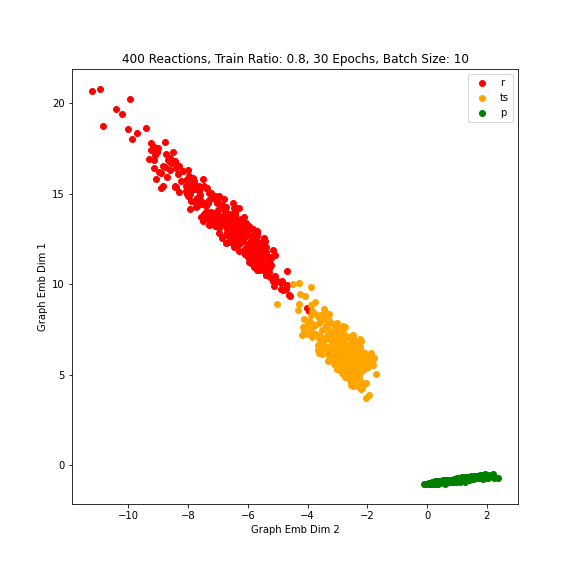 400 Reactions, Train Ratio: 0.8, 30 Epochs, Batch Size: 10
r
ts
p
20
15
10
5
0
Graph Emb Dim 1
−10
−8
−6
−4
−2
0
2
Graph Emb Dim 2